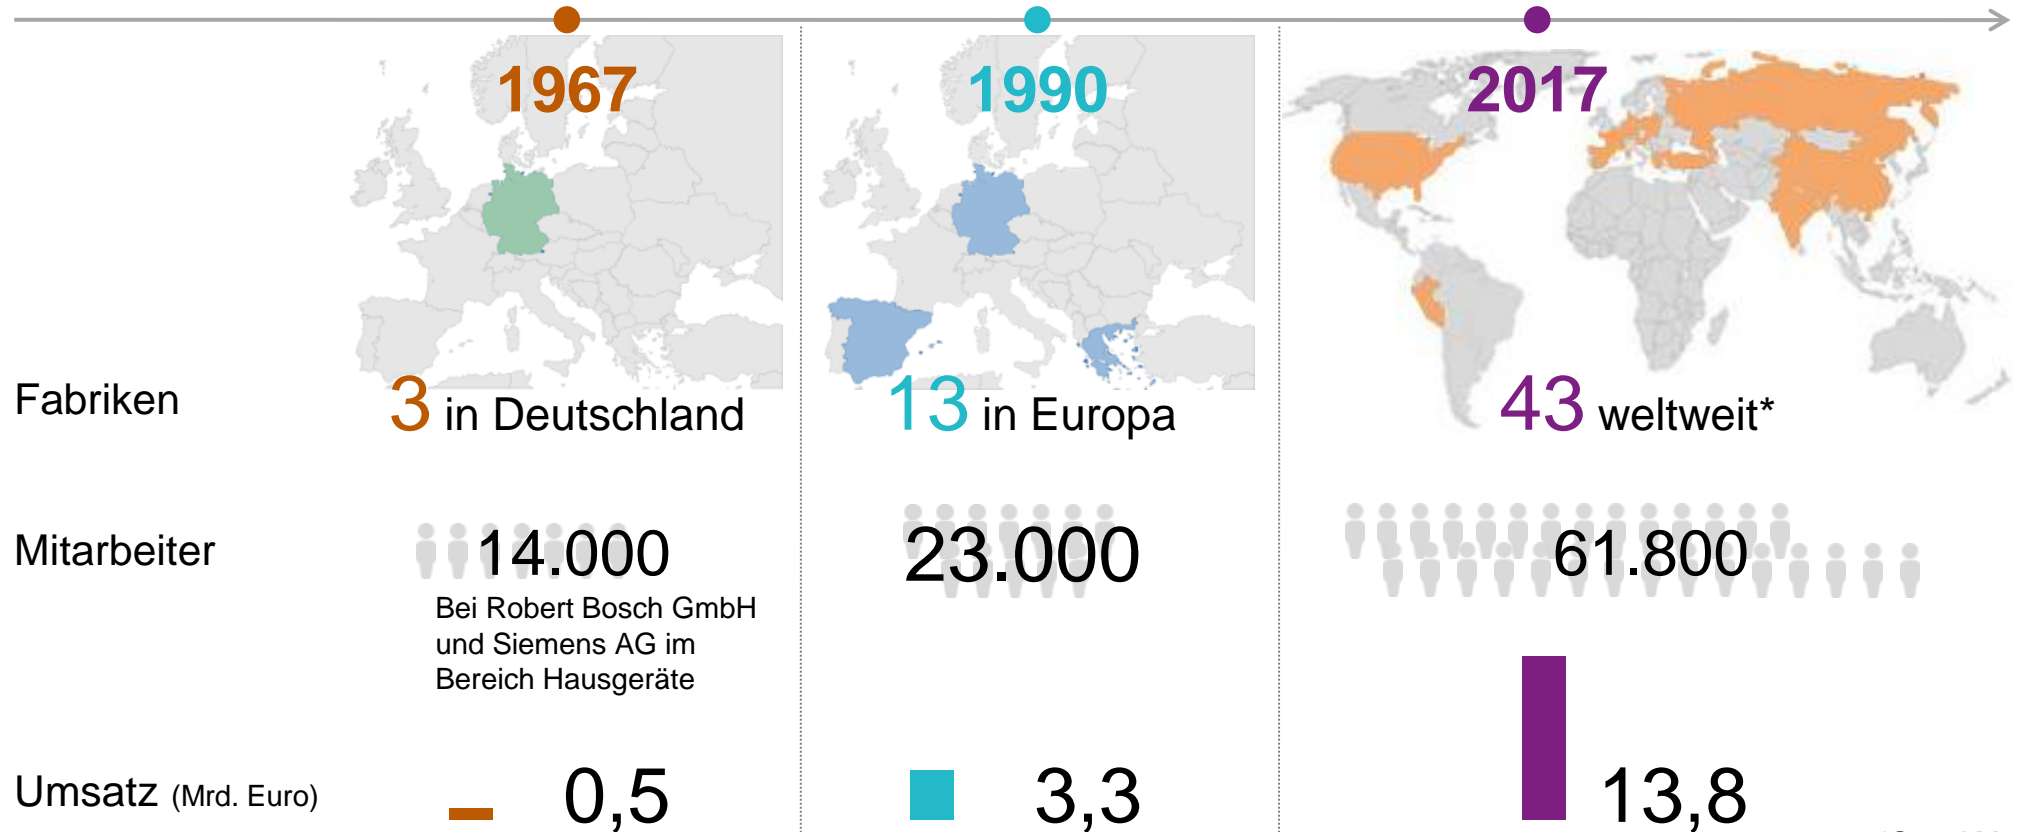 1967
1990
2017
Fabriken
3 in Deutschland
13 in Europa
43 weltweit*
Mitarbeiter
14.000
23.000
61.800
Bei Robert Bosch GmbH
und Siemens AG im
Bereich Hausgeräte
Umsatz (Mrd. Euro)
0,5
3,3
13,8